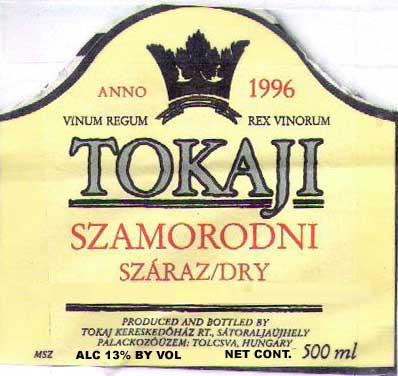 ANNO 1996
VINUM REGUM REX VINORUM
TOKAJI
SZAMORODNI
SZÁRAZ/DRY
PRODUCED AND BOTTLED BY
TOKAJ KERESKEDŐHÁZ RT., SÁTORALJAÚJHELY
PALACKOZÓÜZEM: TOLCSVA, HUNGARY
MSZ ALC 13% BY VOL NET CONT. 500 ml